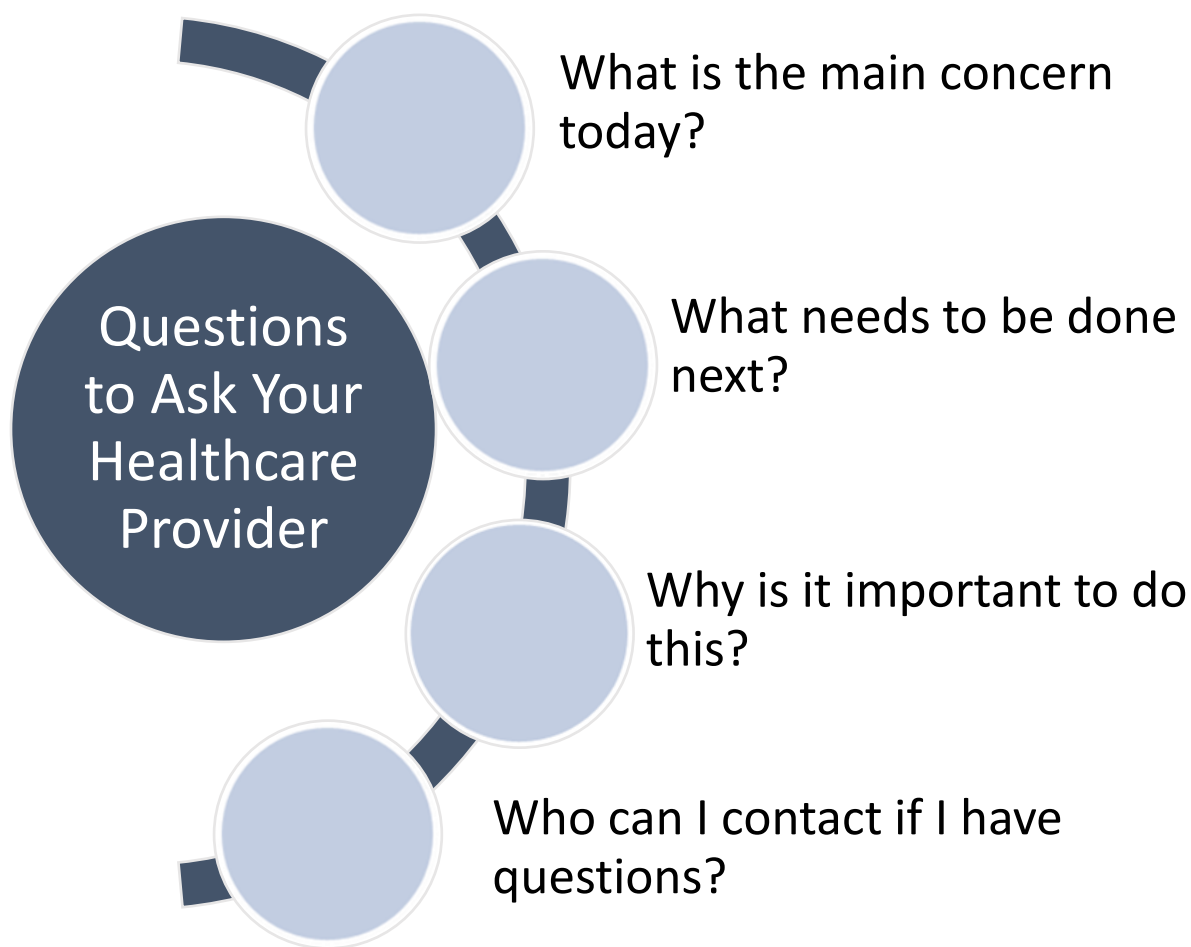 Questions
to Ask Your
Healthcare
Provider
What is the main concern
today?
What needs to be done
next?
Why is it important to do
this?
Who can I contact if I have
questions?